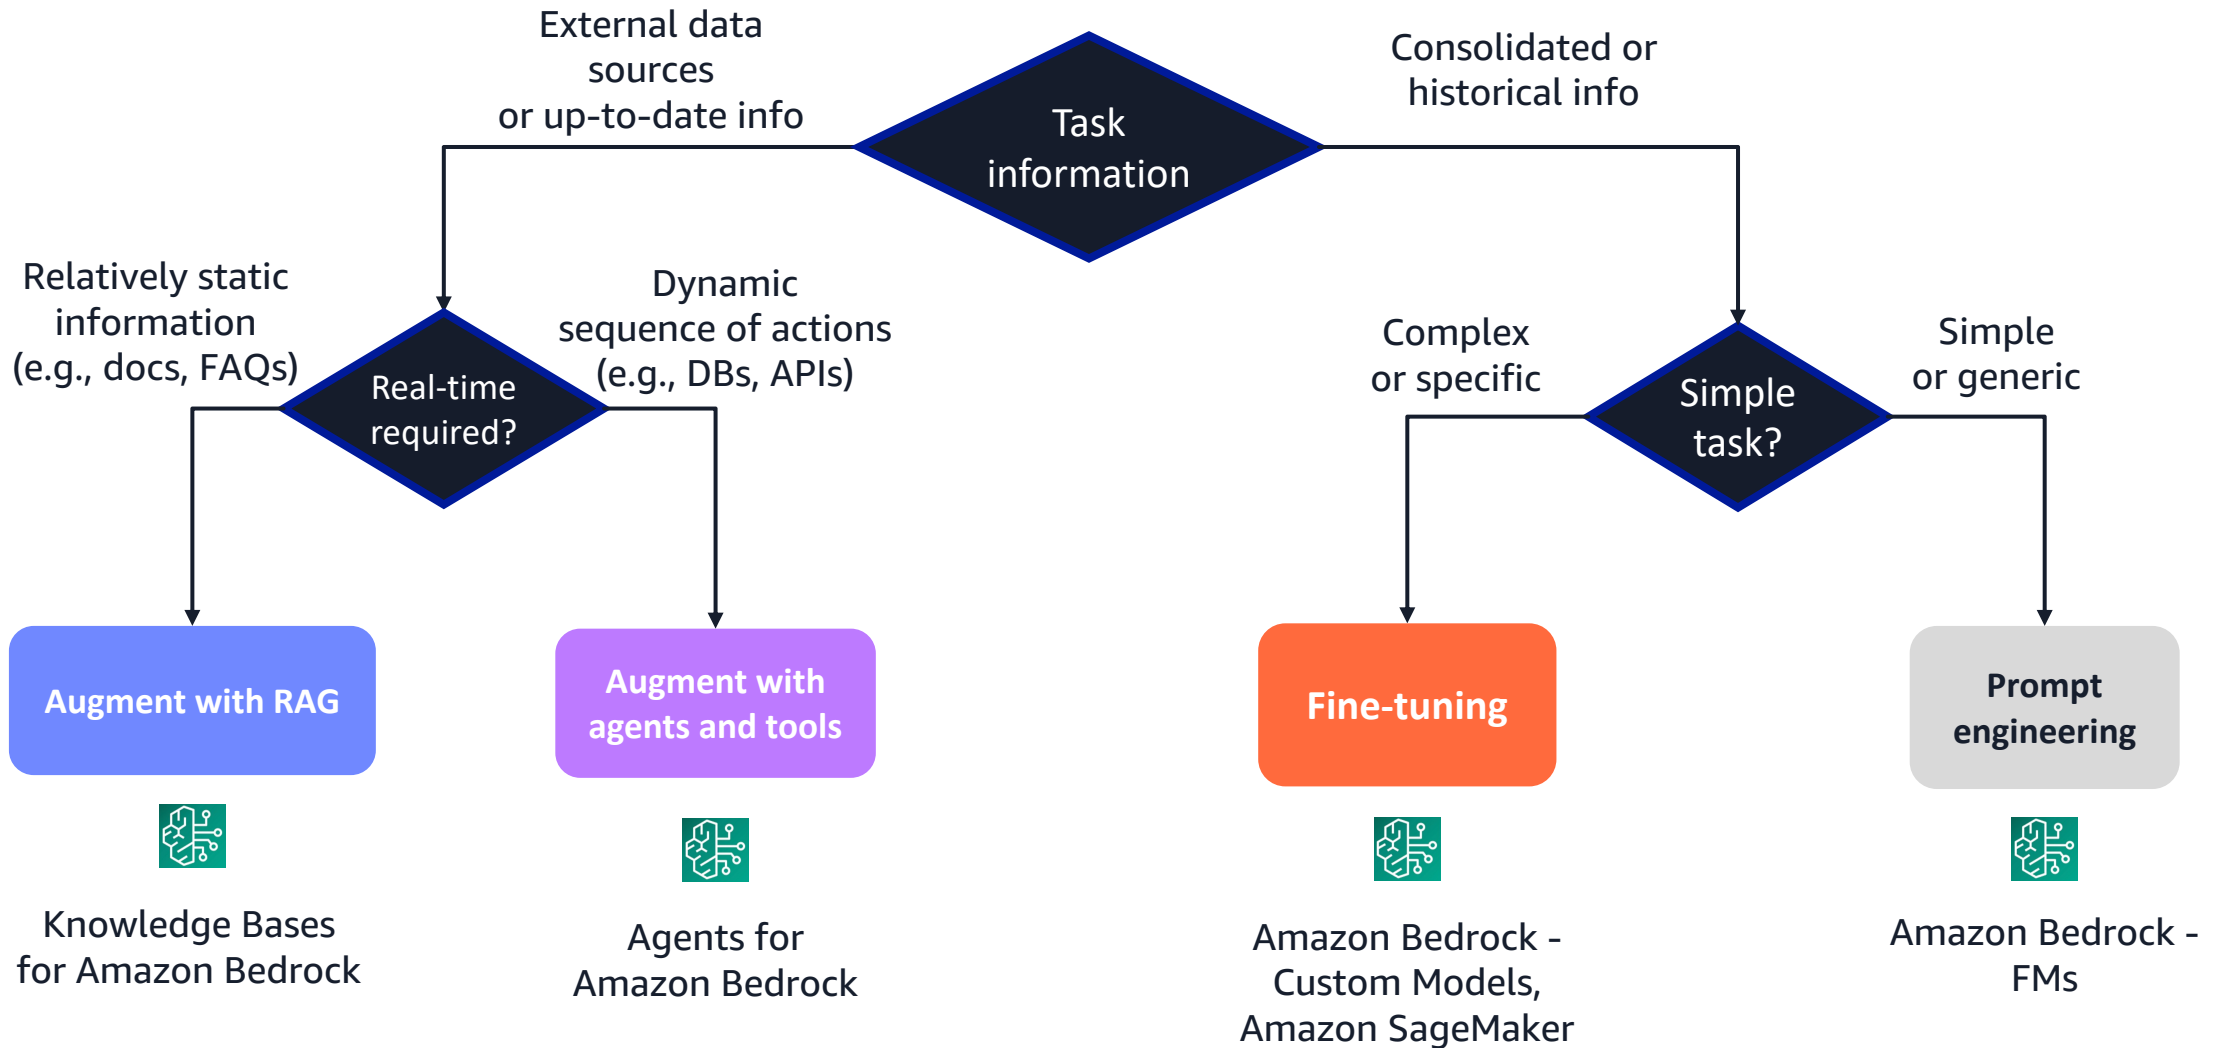 External data
sources
or up-to-date info
Task
information
Consolidated or
historical info
Relatively static
information
(e.g., docs, FAQs)
Real-time
required?
Dynamic
sequence of actions
(e.g., DBs, APIs)
Complex
or specific
Simple
task?
Simple
or generic
Augment with RAG
Augment with
agents and tools
Fine-tuning
Prompt
engineering
Knowledge Bases
for Amazon Bedrock
Agents for
Amazon Bedrock
Amazon Bedrock -
Custom Models,
Amazon SageMaker
Amazon Bedrock -
FMs